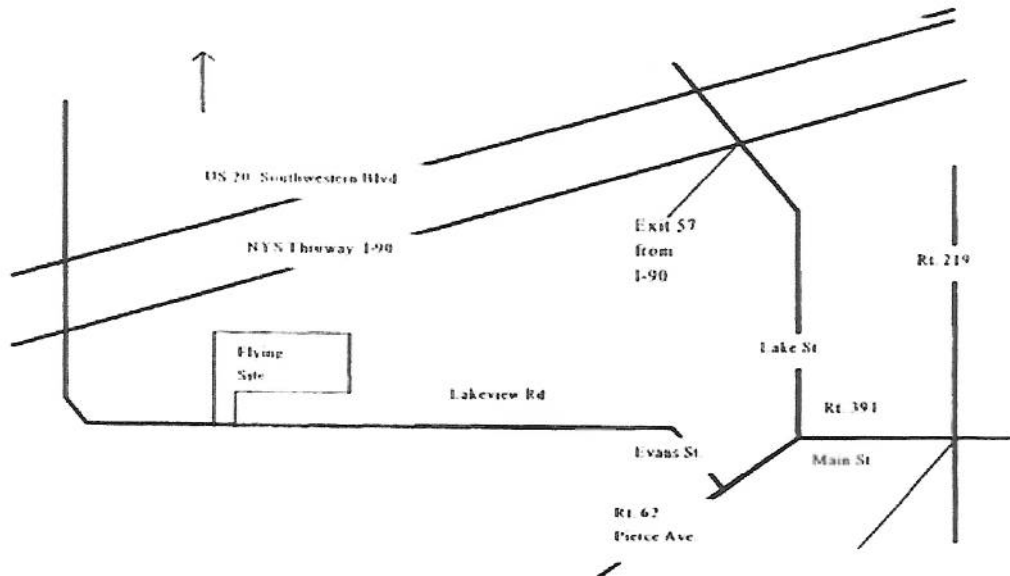 US 20 Southwestern Blvd
NYS Thruway I-90
Exit 57
from
I-90
Rt. 219
Flying
Site
Lake St
Lakeview Rd
Rt. 391
Evans St
Main St
Rt. 62
Pierce Ave